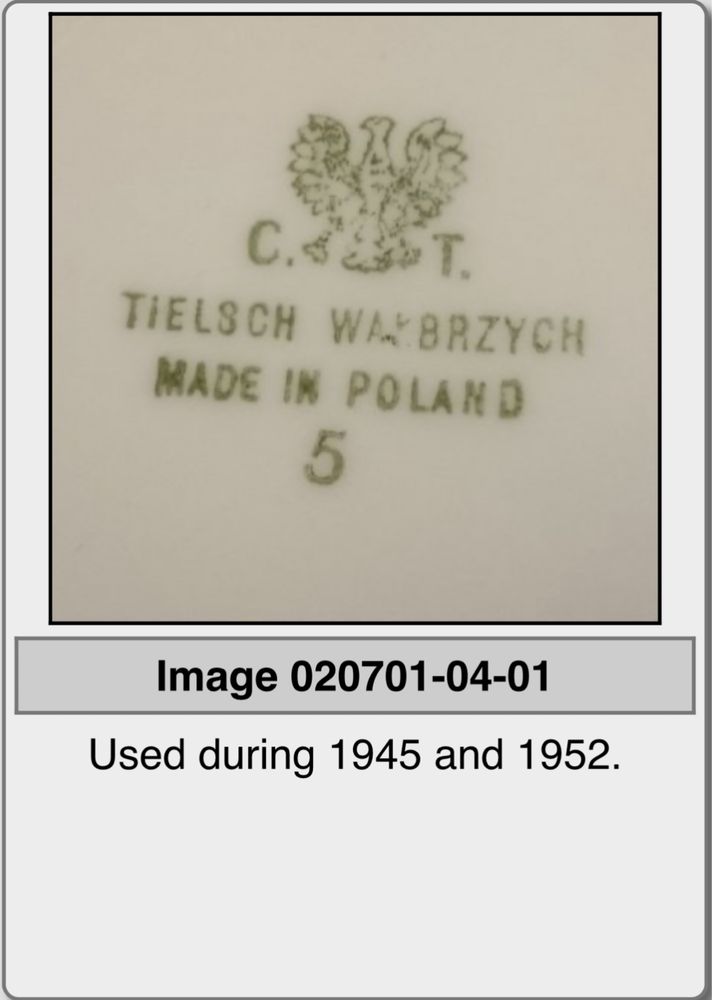 C. T.
TIELSCH WAŁBRZYCH
MADE IN POLAND
5
Image 020701-04-01
Used during 1945 and 1952.